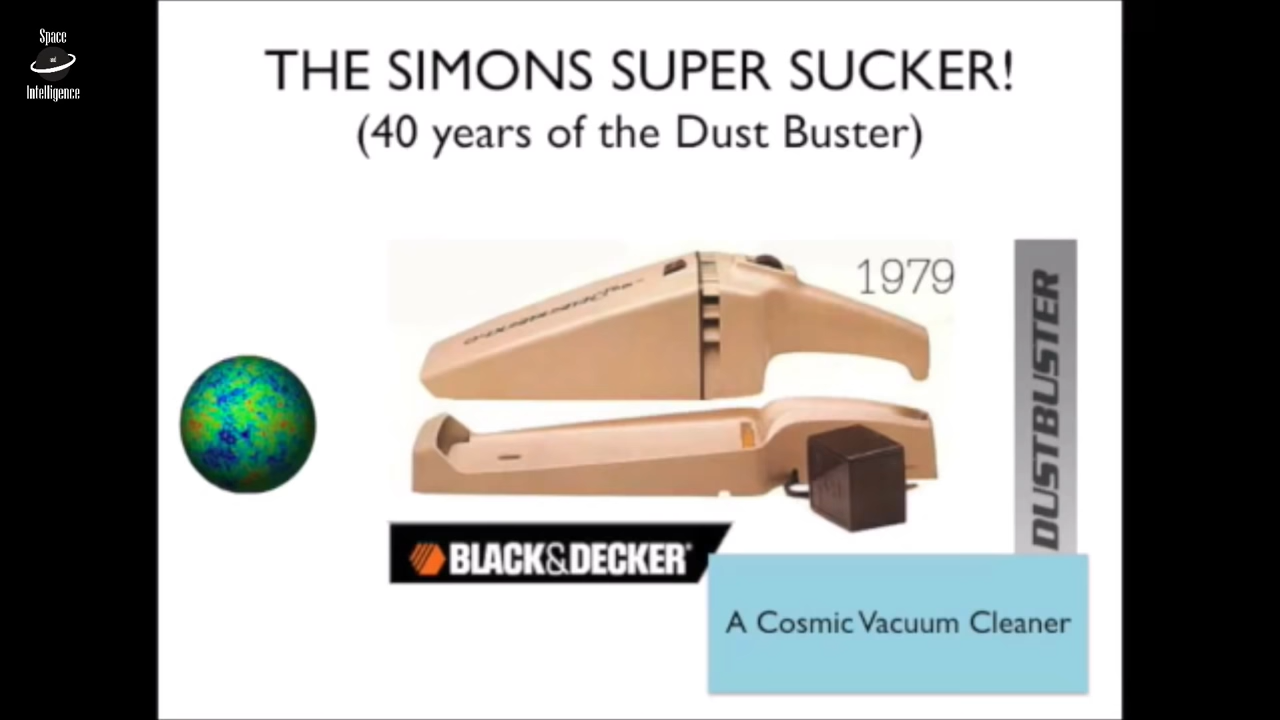 Space
and
Intelligence
THE SIMONS SUPER SUCKER!
(40 years of the Dust Buster)
1979
DUSTBUSTER
BLACK&DECKER®
A Cosmic Vacuum Cleaner